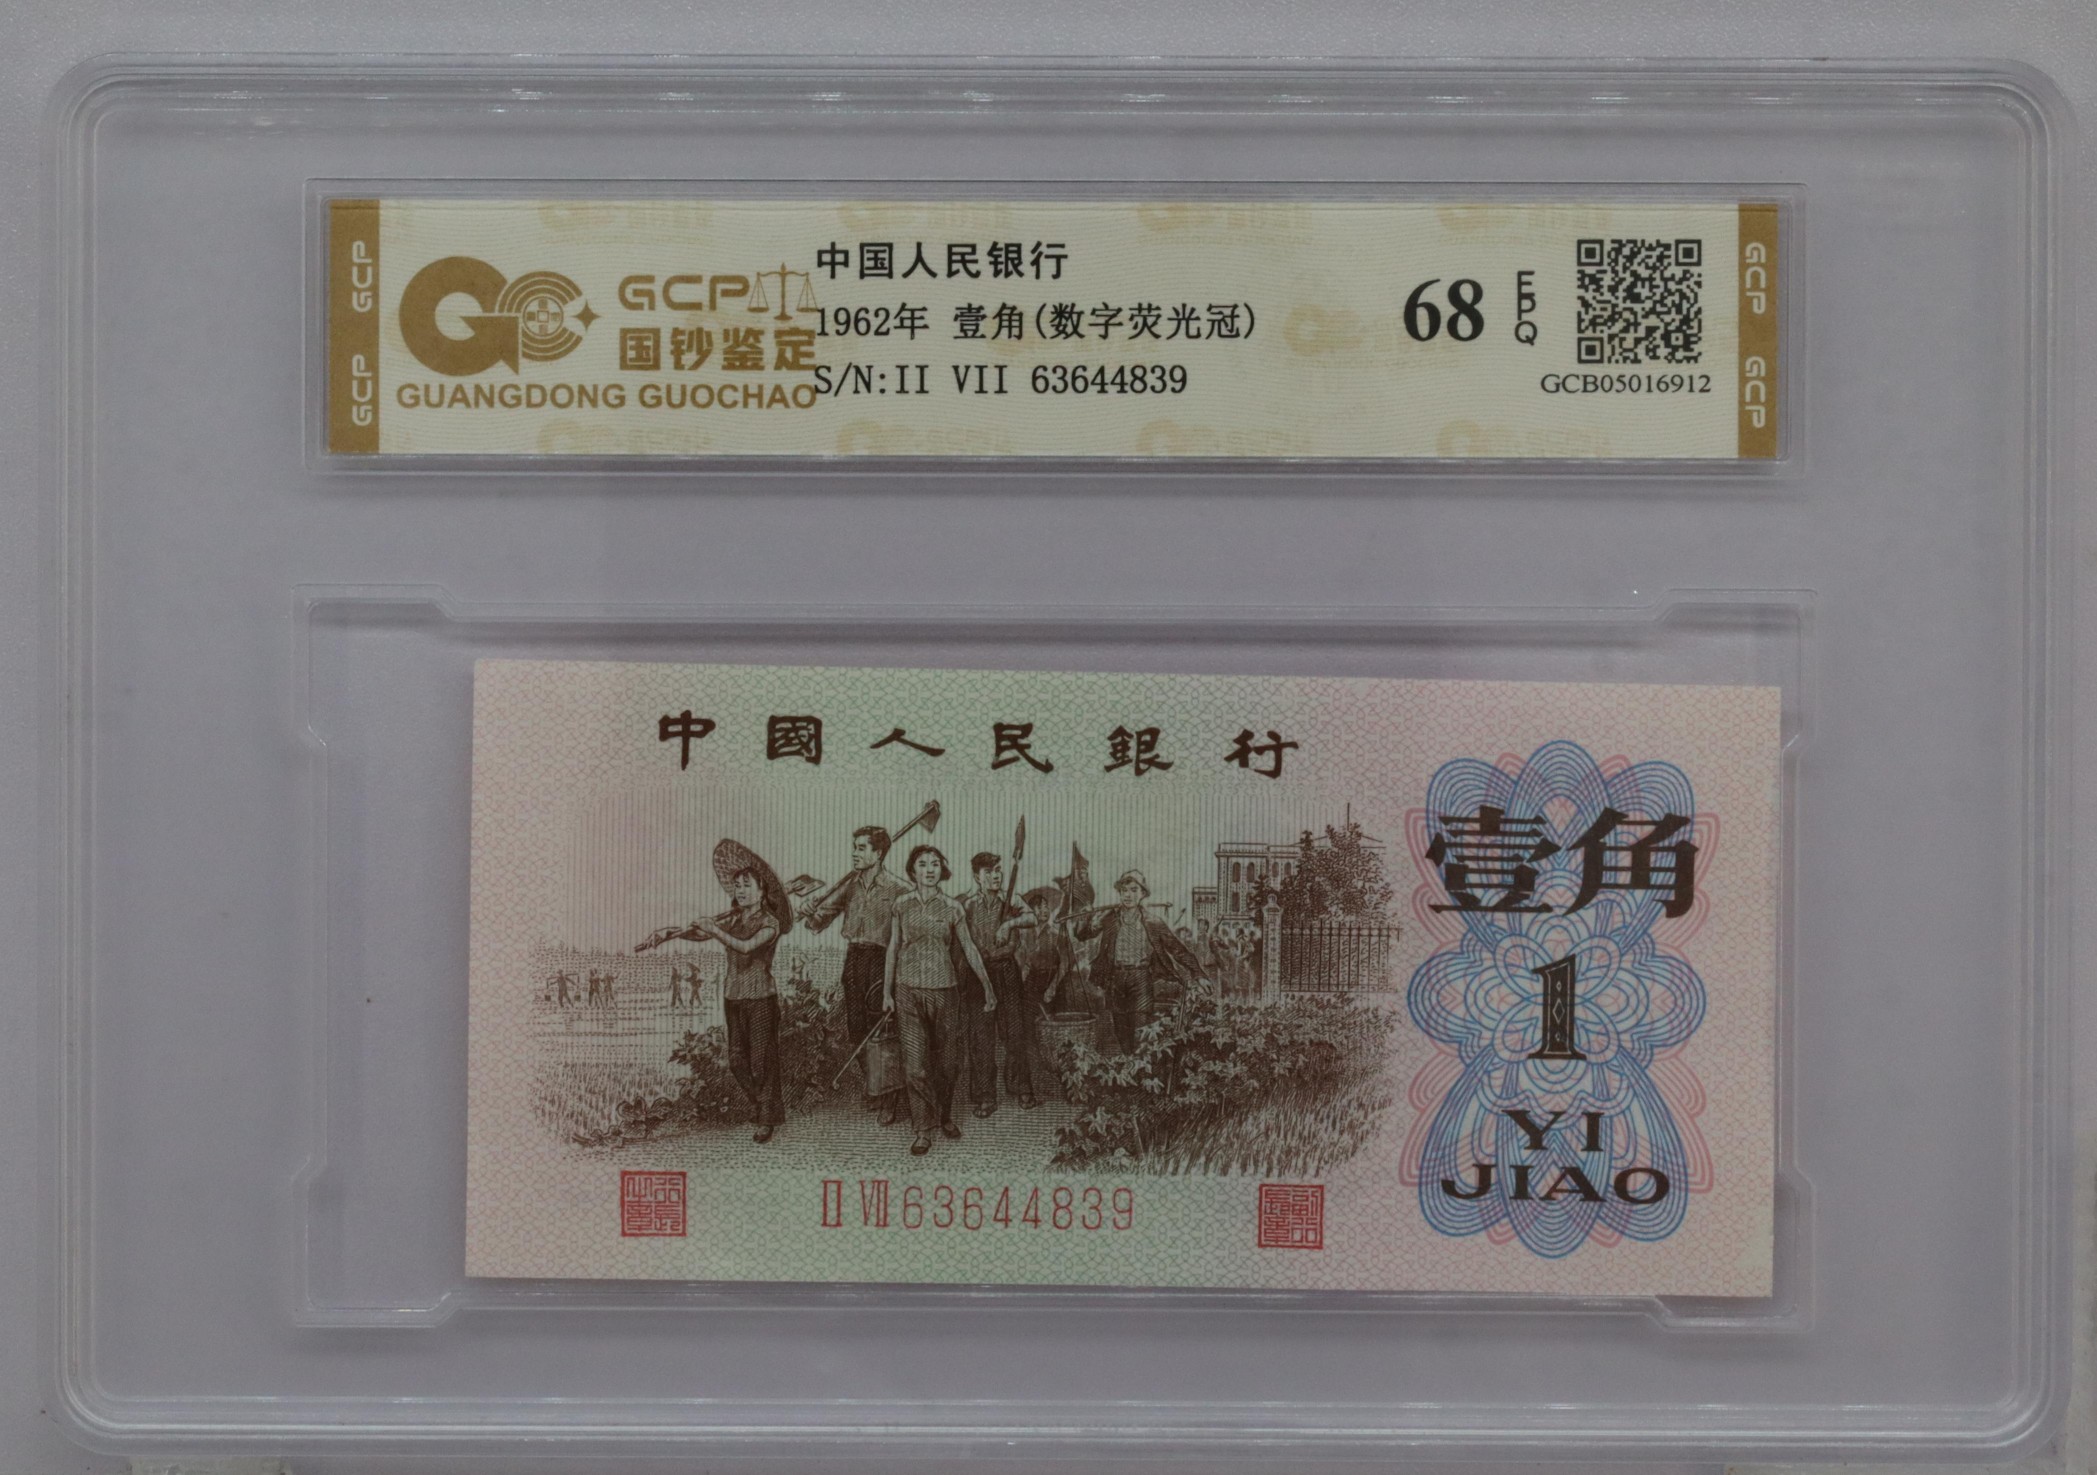 GCP GCP
GCP
国钞鉴定
GUANGDONG GUOCHAO
中国人民银行
1962年 壹角(数字荧光冠)
S/N:II VII 63644839
68 EPQ
GCB05016912
GCP GCP
中國人民銀行
壹角
1
YI
JIAO
II VII 63644839